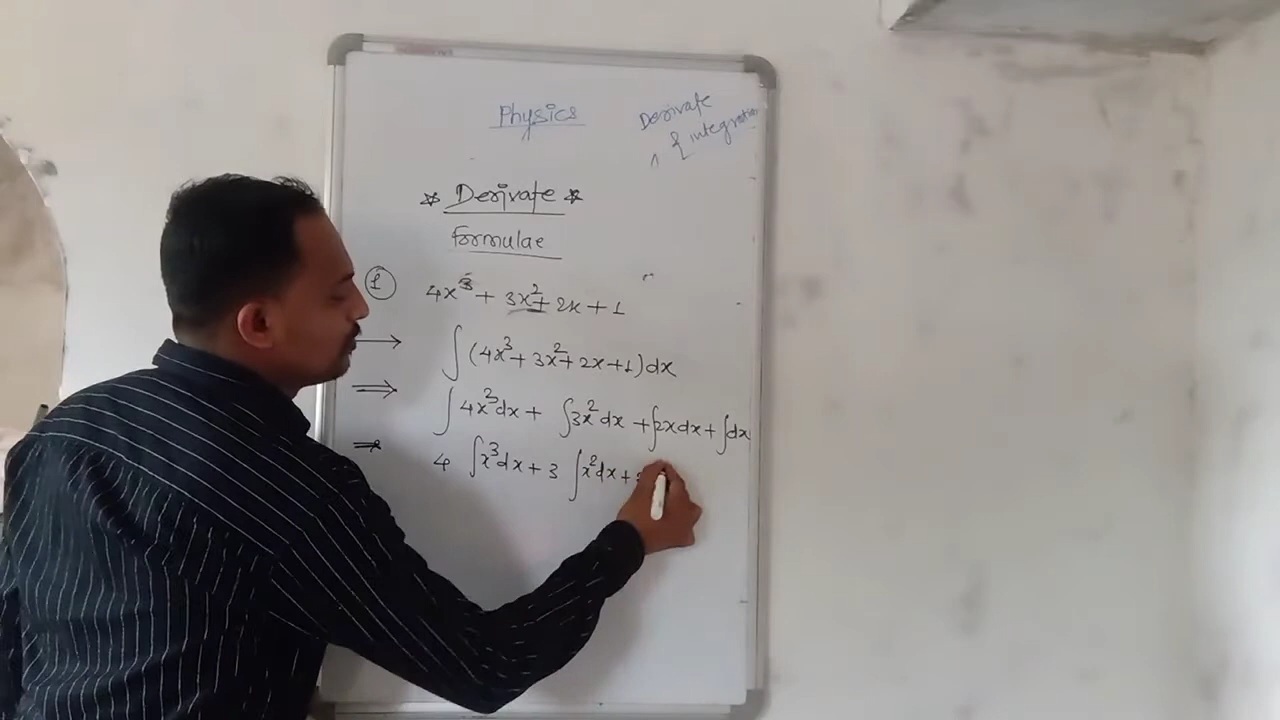 Physics
Derivate
& integration
* Derivate *
Formulae
① 4x³ + 3x² + 2x + 1
→ ∫(4x³ + 3x² + 2x + 1)dx
⇒ ∫4x³dx + ∫3x²dx + ∫2xdx + ∫dx
⇒ 4 ∫x³dx + 3 ∫x²dx +